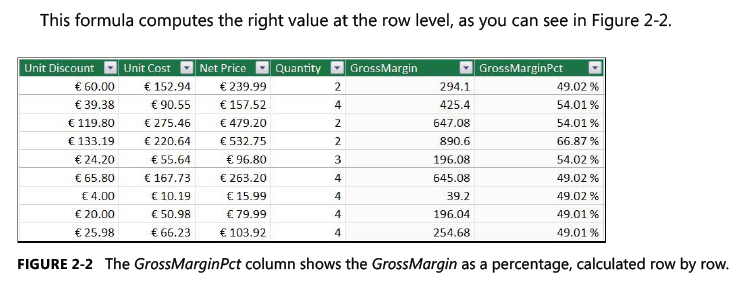 This formula computes the right value at the row level, as you can see in Figure 2-2.
Unit Discount Unit Cost Net Price Quantity GrossMargin GrossMarginPct
€ 60.00 € 152.94 € 239.99 2 294.1 49.02 %
€ 39.38 € 90.55 € 157.52 4 425.4 54.01 %
€ 119.80 € 275.46 € 479.20 2 647.08 54.01 %
€ 133.19 € 220.64 € 532.75 2 890.6 66.87 %
€ 24.20 € 55.64 € 96.80 3 196.08 54.02 %
€ 65.80 € 167.73 € 263.20 4 645.08 49.02 %
€ 4.00 € 10.19 € 15.99 4 39.2 49.02 %
€ 20.00 € 50.98 € 79.99 4 196.04 49.01 %
€ 25.98 € 66.23 € 103.92 4 254.68 49.01 %
FIGURE 2-2 The GrossMarginPct column shows the GrossMargin as a percentage, calculated row by row.